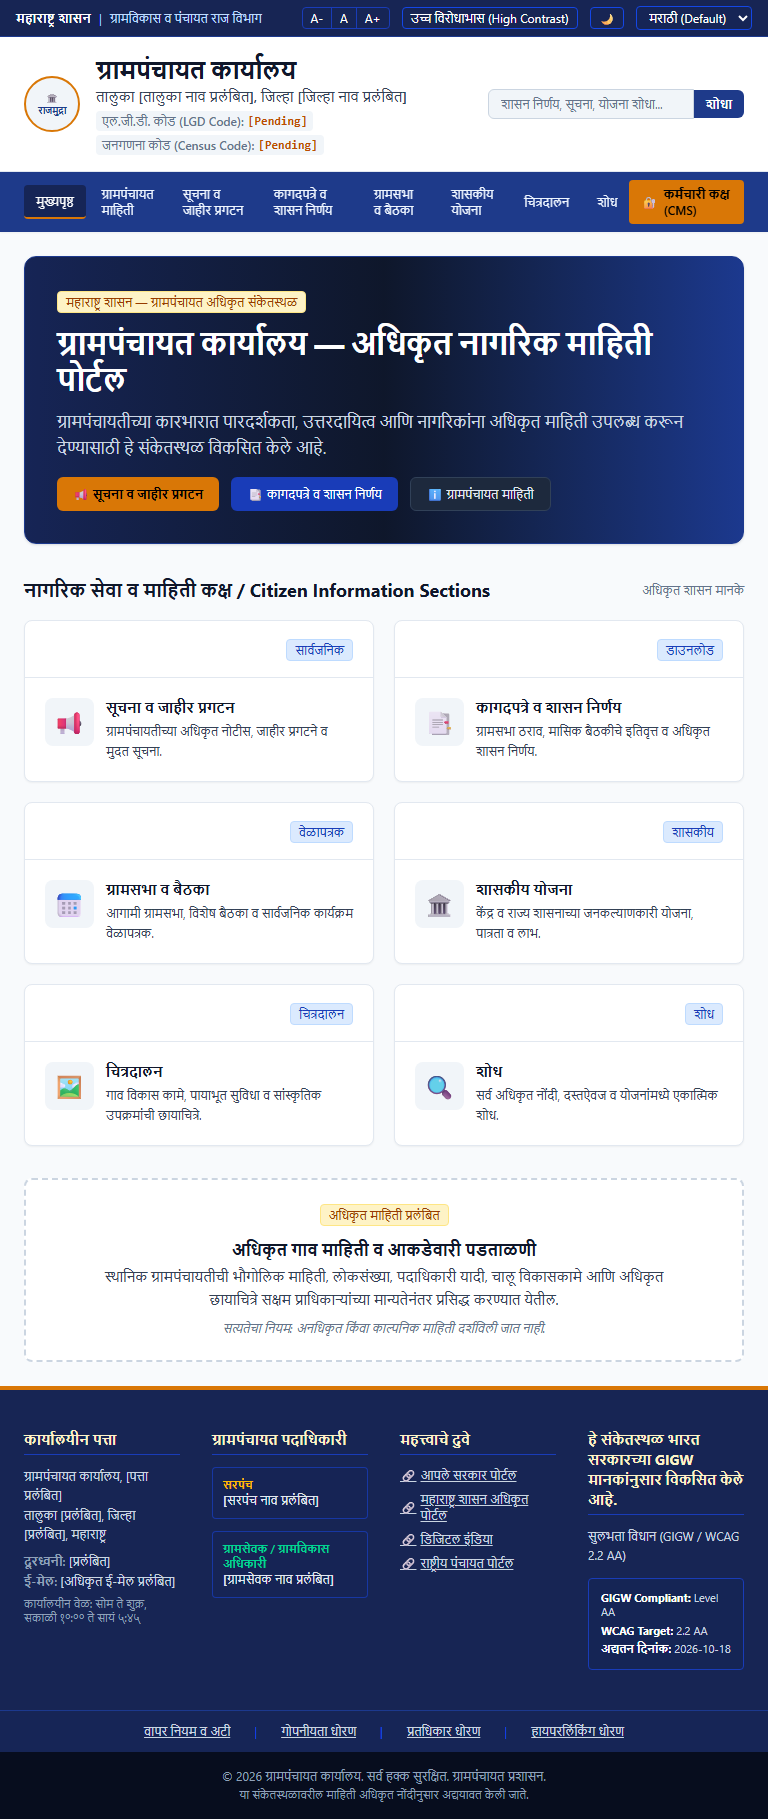 महाराष्ट्र शासन | ग्रामविकास व पंचायत राज विभाग
A- A A+ उच्च विरोधाभास (High Contrast) मराठी (Default)
राजमुद्रा
ग्रामपंचायत कार्यालय
तालुका [तालुका नाव प्रलंबित], जिल्हा [जिल्हा नाव प्रलंबित]
एल.जी.डी. कोड (LGD Code): [Pending]
जनगणना कोड (Census Code): [Pending]
शासन निर्णय, सूचना, योजना शोधा... शोधा
मुख्यपृष्ठ
ग्रामपंचायत
माहिती
सूचना व
जाहीर प्रगटन
कागदपत्रे व
शासन निर्णय
ग्रामसभा
व बैठका
शासकीय
योजना
चित्रदालन
शोध
कर्मचारी कक्ष
(CMS)
महाराष्ट्र शासन — ग्रामपंचायत अधिकृत संकेतस्थळ
ग्रामपंचायत कार्यालय — अधिकृत नागरिक माहिती
पोर्टल
ग्रामपंचायतीच्या कारभारात पारदर्शकता, उत्तरदायित्व आणि नागरिकांना अधिकृत माहिती उपलब्ध करून
देण्यासाठी हे संकेतस्थळ विकसित केले आहे.
सूचना व जाहीर प्रगटन
कागदपत्रे व शासन निर्णय
ग्रामपंचायत माहिती
नागरिक सेवा व माहिती कक्ष / Citizen Information Sections
अधिकृत शासन मानके
सार्वजनिक
सूचना व जाहीर प्रगटन
ग्रामपंचायतीच्या अधिकृत नोटीस, जाहीर प्रगटने व
मुदत सूचना.
डाउनलोड
कागदपत्रे व शासन निर्णय
ग्रामसभा ठराव, मासिक बैठकीचे इतिवृत्त व अधिकृत
शासन निर्णय.
वेळापत्रक
ग्रामसभा व बैठका
आगामी ग्रामसभा, विशेष बैठका व सार्वजनिक कार्यक्रम
वेळापत्रक.
शासकीय
शासकीय योजना
केंद्र व राज्य शासनाच्या जनकल्याणकारी योजना,
पात्रता व लाभ.
चित्रदालन
चित्रदालन
गाव विकास कामे, पायाभूत सुविधा व सांस्कृतिक
उपक्रमांची छायाचित्रे.
शोध
शोध
सर्व अधिकृत नोंदी, दस्तऐवज व योजनांमध्ये एकात्मिक
शोध.
अधिकृत माहिती प्रलंबित
अधिकृत गाव माहिती व आकडेवारी पडताळणी
स्थानिक ग्रामपंचायतीची भौगोलिक माहिती, लोकसंख्या, पदाधिकारी यादी, चालू विकासकामे आणि अधिकृत
छायाचित्रे सक्षम प्राधिकाऱ्यांच्या मान्यतेनंतर प्रसिद्ध करण्यात येतील.
सत्यतेचा नियम: अनधिकृत किंवा काल्पनिक माहिती दर्शविली जात नाही.
कार्यालयीन पत्ता
ग्रामपंचायत कार्यालय, [पत्ता
प्रलंबित]
तालुका [प्रलंबित], जिल्हा
[प्रलंबित], महाराष्ट्र
दूरध्वनी: [प्रलंबित]
ई-मेल: [अधिकृत ई-मेल प्रलंबित]
कार्यालयीन वेळ: सोम ते शुक्र,
सकाळी १०:०० ते सायं ५:४५
ग्रामपंचायत पदाधिकारी
सरपंच
[सरपंच नाव प्रलंबित]
ग्रामसेवक / ग्रामविकास
अधिकारी
[ग्रामसेवक नाव प्रलंबित]
महत्त्वाचे दुवे
आपले सरकार पोर्टल
महाराष्ट्र शासन अधिकृत
पोर्टल
डिजिटल इंडिया
राष्ट्रीय पंचायत पोर्टल
हे संकेतस्थळ भारत
सरकारच्या GIGW
मानकांनुसार विकसित केले
आहे.
सुलभता विधान (GIGW / WCAG
2.2 AA)
GIGW Compliant: Level
AA
WCAG Target: 2.2 AA
अद्यतन दिनांक: 2026-10-18
वापर नियम व अटी | गोपनीयता धोरण | प्रतधिकार धोरण | हायपरलिंकिंग धोरण
© 2026 ग्रामपंचायत कार्यालय. सर्व हक्क सुरक्षित. ग्रामपंचायत प्रशासन.
या संकेतस्थळावरील माहिती अधिकृत नोंदीनुसार अद्ययावत केली जाते.